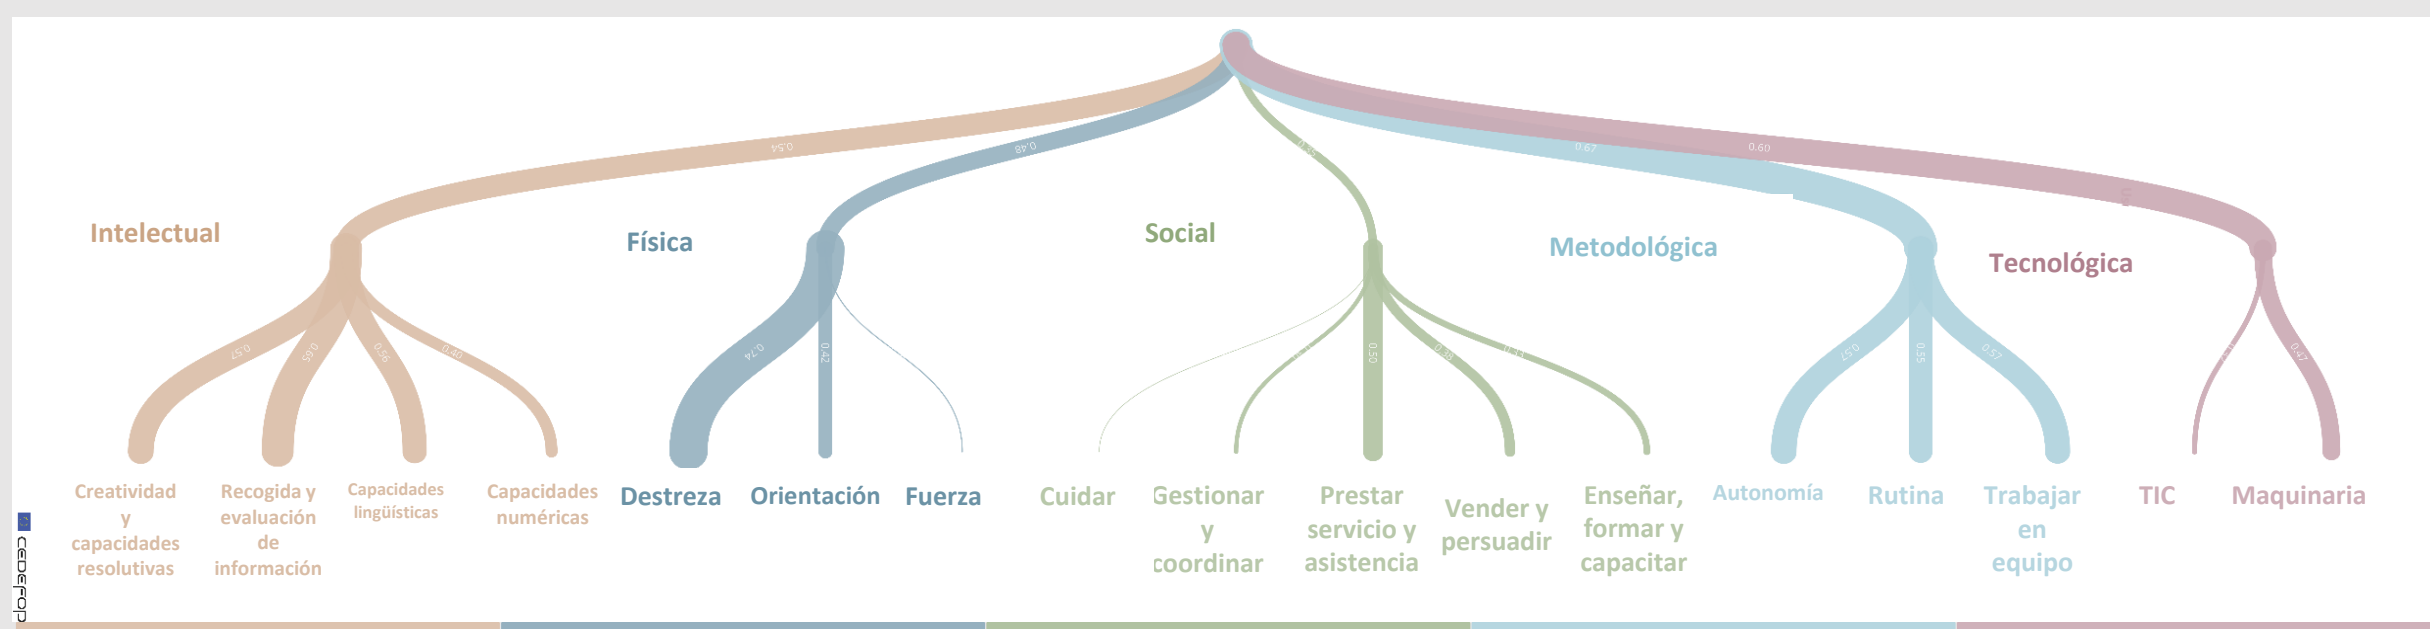 0.54
0.48
0.67
0.60
Intelectual
Física
Social
Metodológica
Tecnológica
0.57
0.65
0.56
0.40
0.74
0.42
0.50
0.38
0.57
0.55
0.57
0.47
Creatividad
y
capacidades
resolutivas
Recogida y
evaluación
de
información
Capacidades
lingüísticas
Capacidades
numéricas
Destreza
Orientación
Fuerza
Cuidar
Gestionar
y
coordinar
Prestar
servicio y
asistencia
Vender y
persuadir
Enseñar,
formar y
capacitar
Autonomía
Rutina
Trabajar
en
equipo
TIC
Maquinaria
CEDEFOP